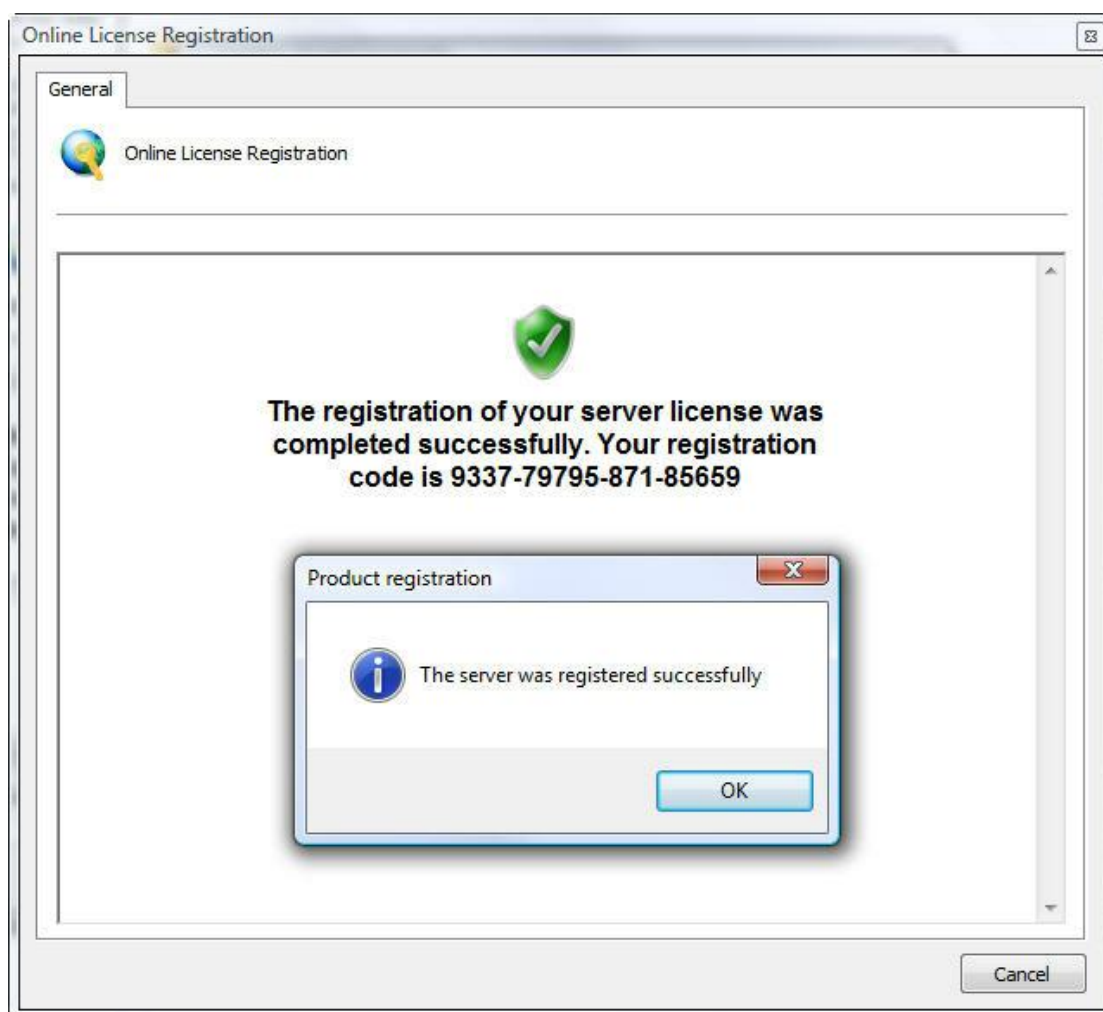 Online License Registration
General
Online License Registration
The registration of your server license was
completed successfully. Your registration
code is 9337-79795-871-85659
Product registration
The server was registered successfully
OK
Cancel